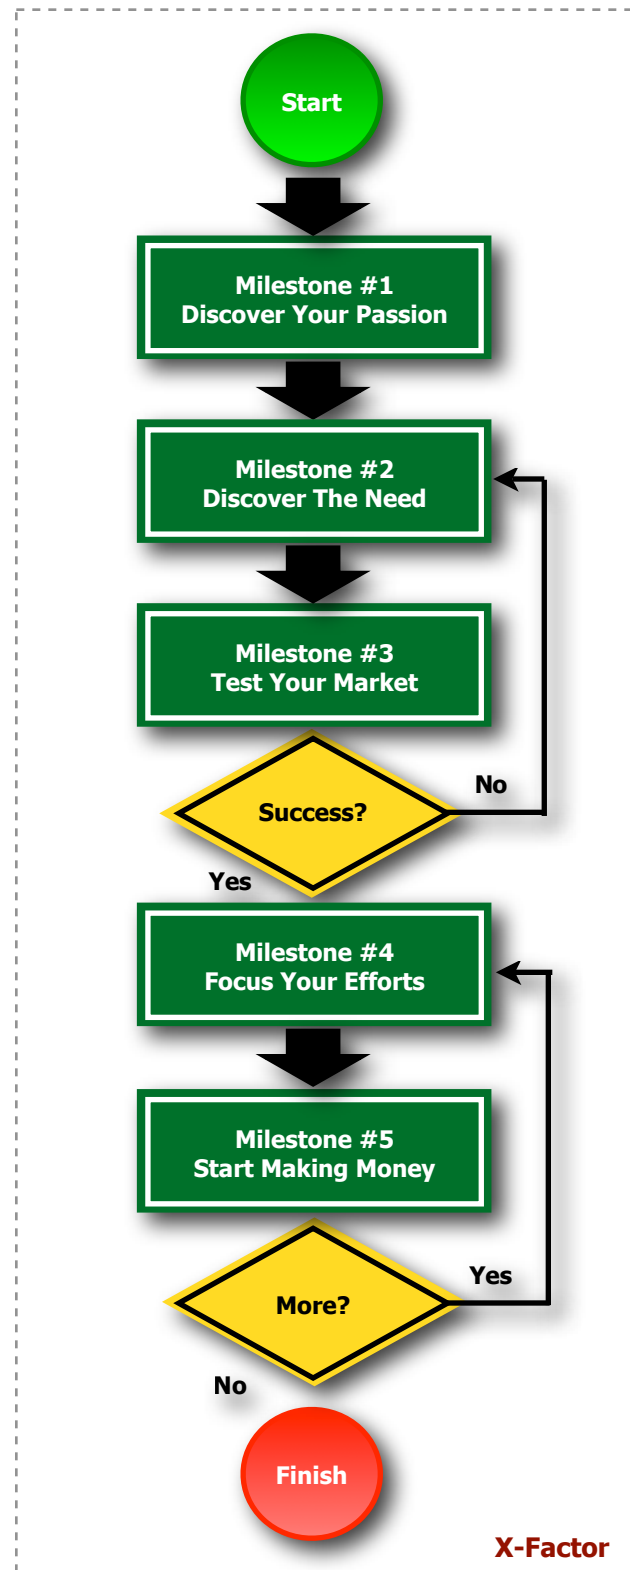 Start
Milestone #1
Discover Your Passion
Milestone #2
Discover The Need
Milestone #3
Test Your Market
Success?
No
Yes
Milestone #4
Focus Your Efforts
Milestone #5
Start Making Money
More?
Yes
No
Finish
X-Factor